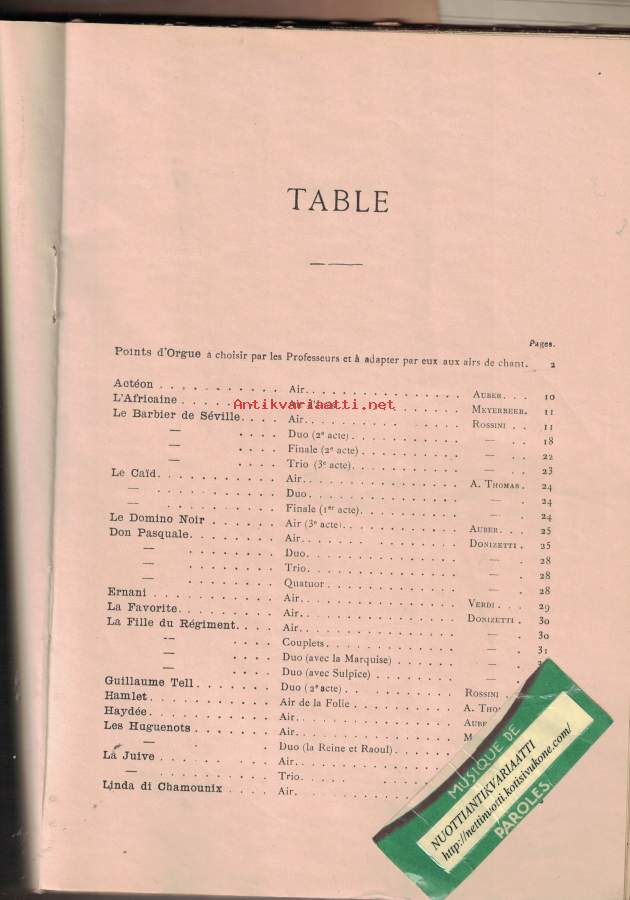 TABLE
Pages.
Points d'Orgue a choisir par les Professeurs et à adapter par eux aux airs de chant. 2
Actéon . . . . . . . . . . Air. . . . . . . . . . . . AUBER. . . 10
L'Africaine . . . . . . . . MEYERBEER. 11
Antikvariaatti.net
Le Barbier de Séville. . . . Air. . . . . . . . . . . . ROSSINI . . 11
— . . . . Duo (2e acte) . . . . . . . . — . 18
— . . . . Finale (2e acte) . . . . . . . . — . 22
— . . . . Trio (3e acte). . . . . . . . — . 23
Le Caïd. . . . . . . . . . Air. . . . . . . . . . . . A. THOMAS. 24
— . . . . . . . . . . Duo. . . . . . . . . . . . — . 24
— . . . . . . . . . . Finale (1er acte). . . . . . . . — . 24
Le Domino Noir . . . . . . Air (3e acte). . . . . . . . AUBER. . . 25
Don Pasquale. . . . . . . . Air. . . . . . . . . . . . DONIZETTI . 25
— . . . . . . . . Duo. . . . . . . . . . . . — . 28
— . . . . . . . . Trio. . . . . . . . . . . . — . 28
— . . . . . . . . Quatuor . . . . . . . . . . — . 28
Ernani . . . . . . . . . . Air. . . . . . . . . . . . VERDI . . . 29
La Favorite. . . . . . . . . Air. . . . . . . . . . . . DONIZETTI . 30
La Fille du Régiment. . . . Air. . . . . . . . . . . . — . 30
— . . . . Couplets. . . . . . . . . . — . 31
— . . . . Duo (avec la Marquise) . . . . . . — .
— . . . . Duo (avec Sulpice) . . . . . . —
Guillaume Tell . . . . . . . Duo (2e acte) . . . . . . . . ROSSINI
Hamlet. . . . . . . . . . Air de la Folie . . . . . . . . A. THO
Haydée. . . . . . . . . . Air. . . . . . . . . . . . AUBE
Les Huguenots . . . . . . . Air. . . . . . . . . . . . M
— . . . . . . . Duo (la Reine et Raoul). . . . . .
La Juive . . . . . . . . . Air. . . . . . . . . . . .
— . . . . . . . . . Trio. . . . . . . . . . . .
Linda di Chamounix . . . . Air. . . . . . . . . . . .
MUSIQUE DE
NUOTTIANTIKVARIAATTI
http://nettinuotti.kotisivukone.com/
PAROLES